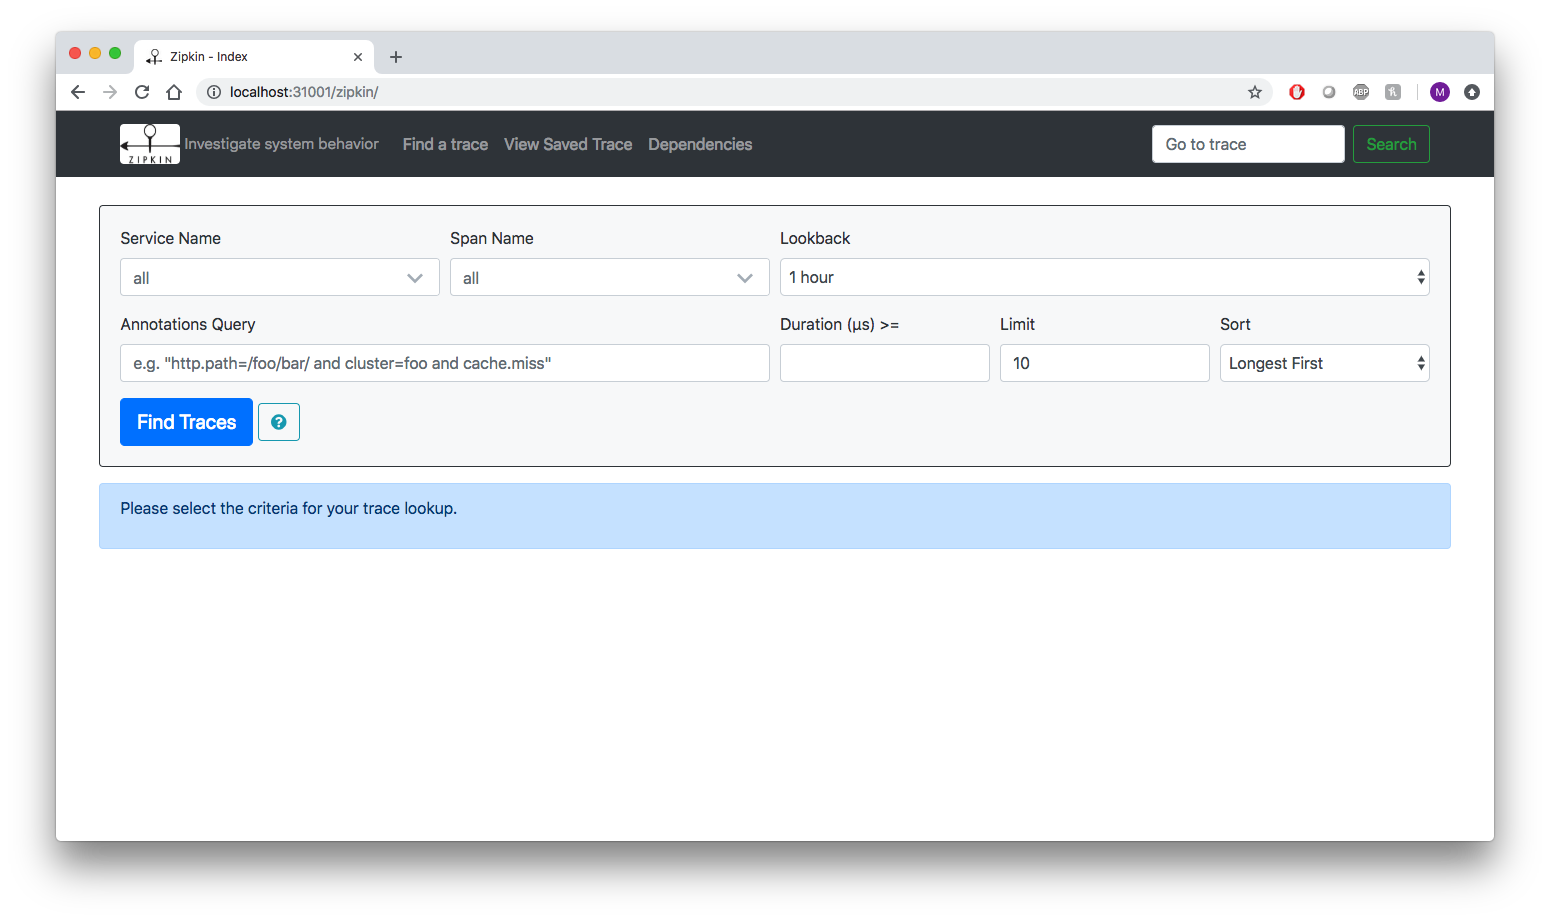 Zipkin - Index
localhost:31001/zipkin/
ABP
M
ZIPKIN
Investigate system behavior
Find a trace
View Saved Trace
Dependencies
Go to trace
Search
Service Name
Span Name
Lookback
all
all
1 hour
Annotations Query
Duration (μs) >=
Limit
Sort
e.g. "http.path=/foo/bar/ and cluster=foo and cache.miss"
10
Longest First
Find Traces
?
Please select the criteria for your trace lookup.